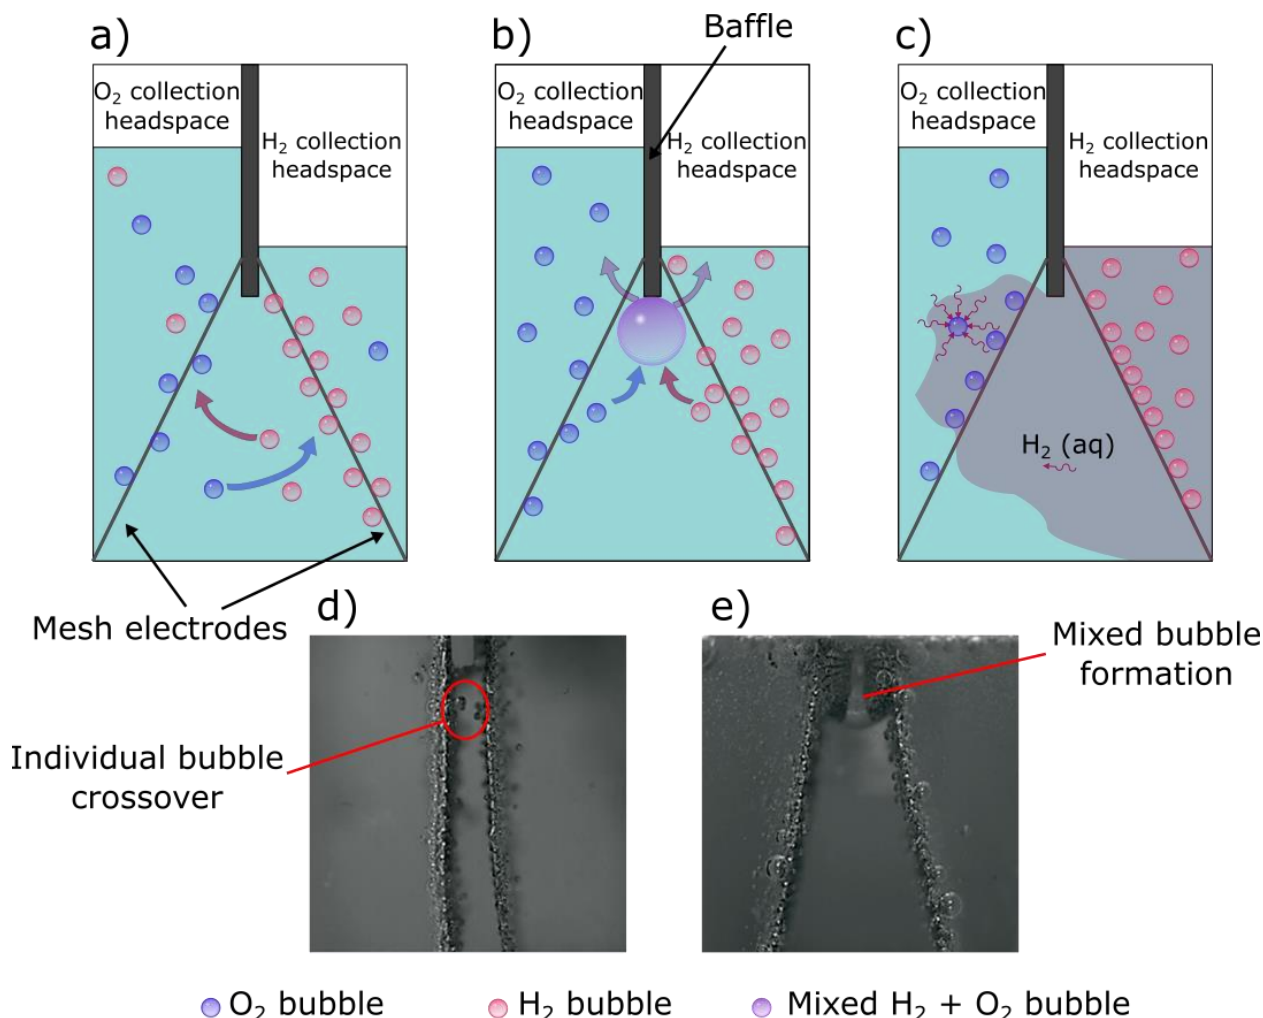 a)
b)
Baffle
c)
O₂ collection
headspace
H₂ collection
headspace
O₂ collection
headspace
H₂ collection
headspace
O₂ collection
headspace
H₂ collection
headspace
H₂ (aq)
Mesh electrodes
d)
e)
Mixed bubble
formation
Individual bubble
crossover
O₂ bubble
H₂ bubble
Mixed H₂ + O₂ bubble